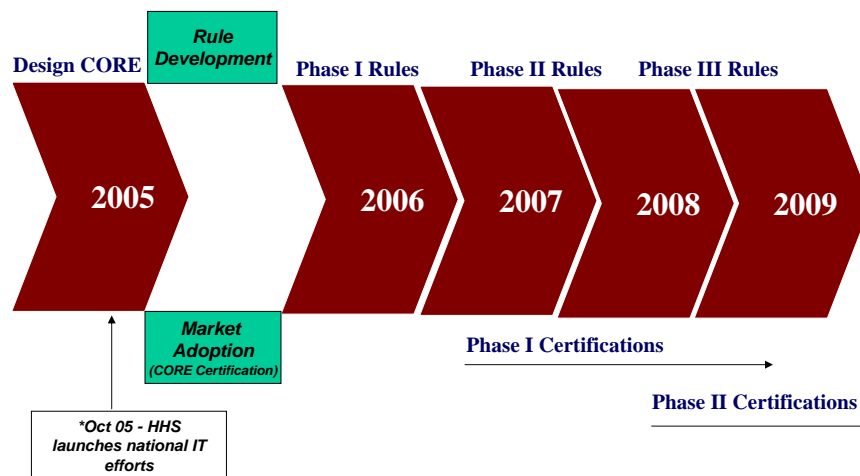 Rule
Development
Design CORE
Phase I Rules
Phase II Rules
Phase III Rules
2005
2006
2007
2008
2009
Market
Adoption
(CORE Certification)
Phase I Certifications
Phase II Certifications
*Oct 05 - HHS
launches national IT
efforts